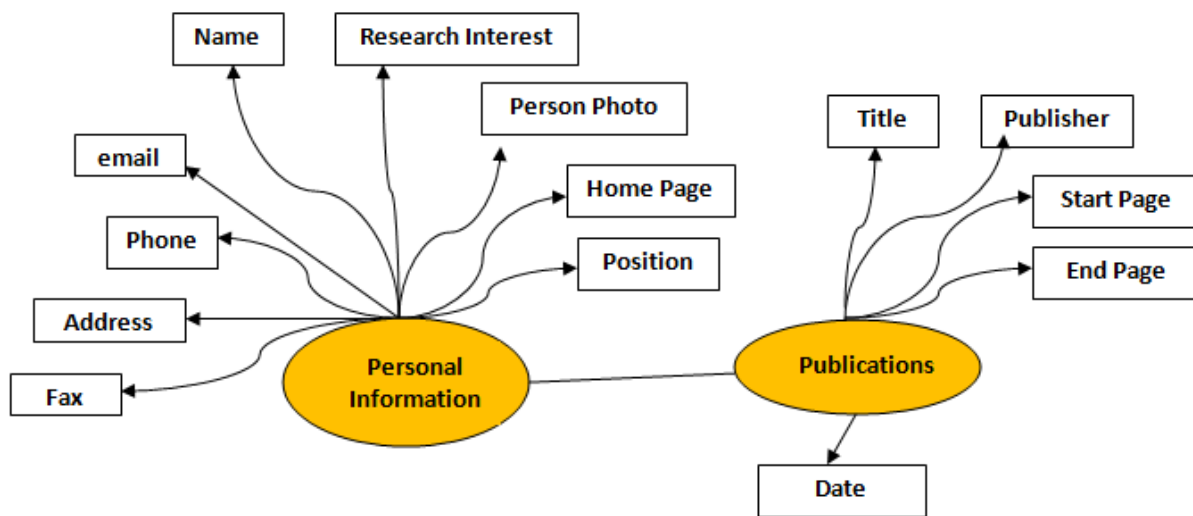 Name
Research Interest
Person Photo
Title
Publisher
email
Home Page
Start Page
Phone
Position
End Page
Address
Personal
Information
Publications
Fax
Date